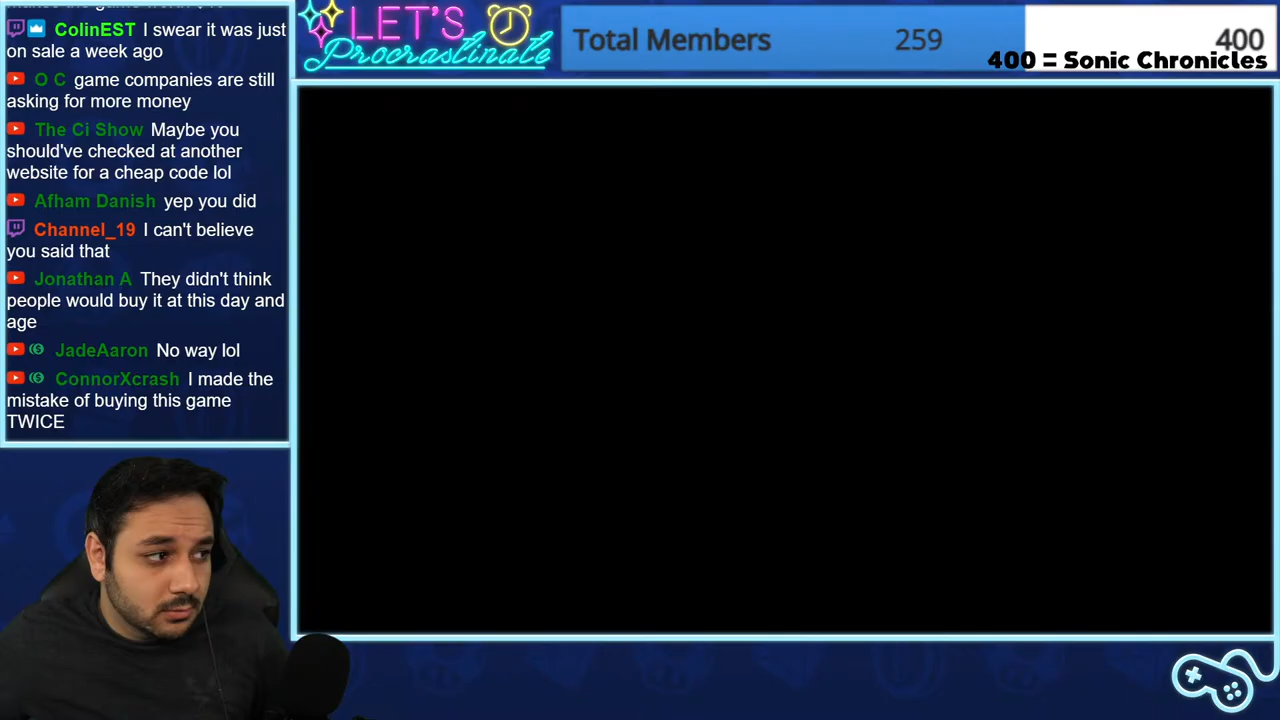 ColinEST I swear it was just
on sale a week ago
O C game companies are still
asking for more money
The Ci Show Maybe you
should've checked at another
website for a cheap code lol
Afham Danish yep you did
Channel_19 I can't believe
you said that
Jonathan A They didn't think
people would buy it at this day and
age
JadeAaron No way lol
ConnorXcrash I made the
mistake of buying this game
TWICE
LET'S
Procrastinate
Total Members 259 400
400 = Sonic Chronicles